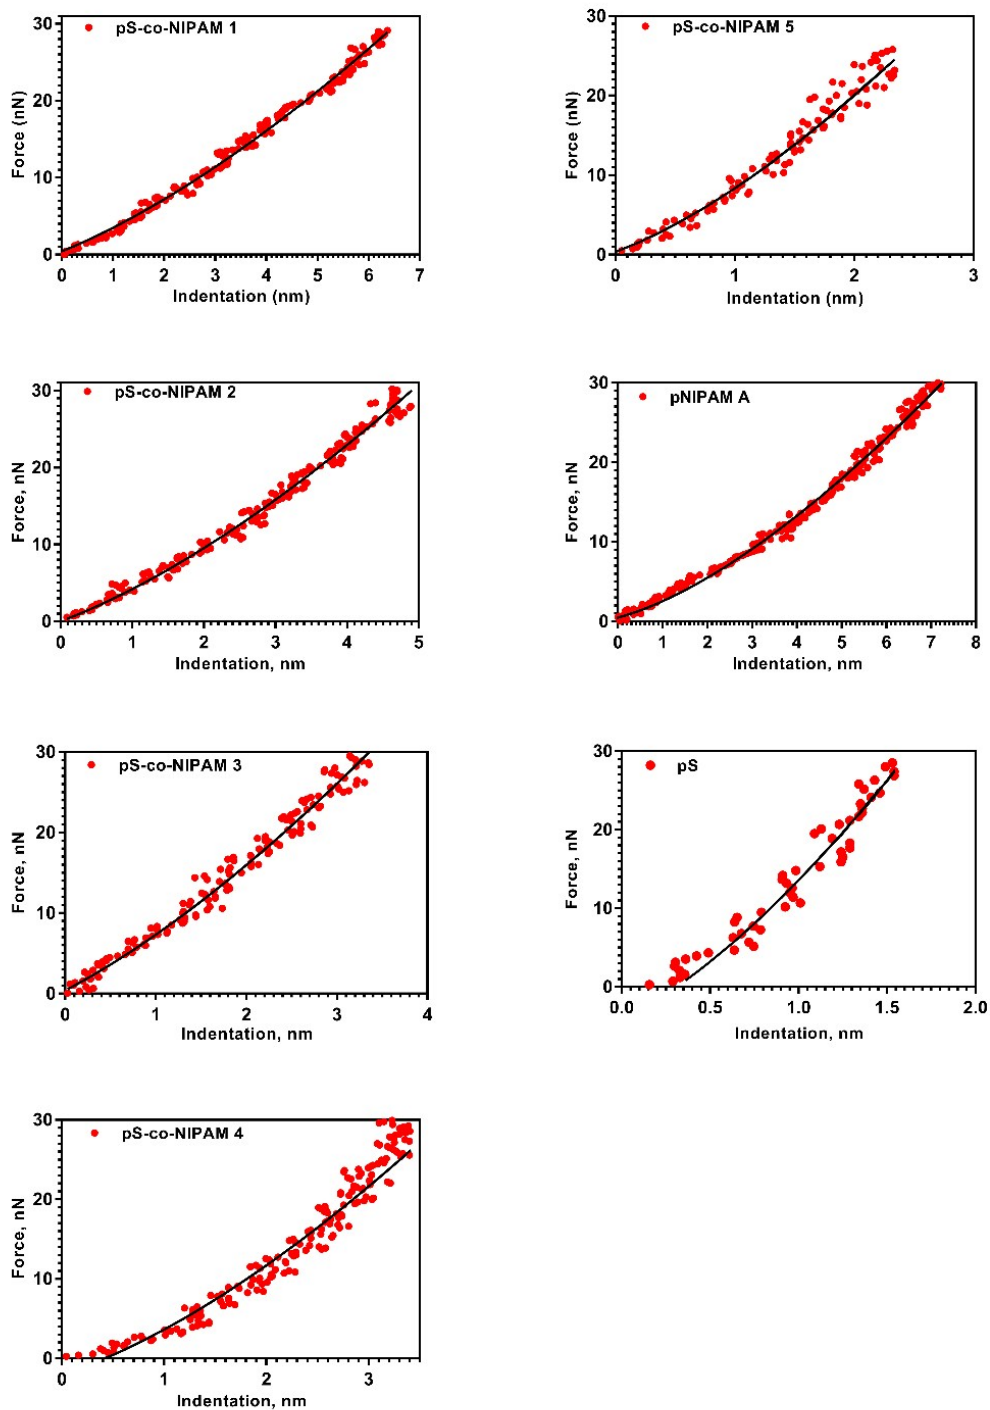 pS-co-NIPAM 1
30
20
10
0
Force (nN)
0 1 2 3 4 5 6 7
Indentation (nm)
pS-co-NIPAM 5
30
20
10
0
Force (nN)
0 1 2 3
Indentation (nm)
pS-co-NIPAM 2
30
20
10
0
Force, nN
0 1 2 3 4 5
Indentation, nm
pNIPAM A
30
20
10
0
Force, nN
0 1 2 3 4 5 6 7 8
Indentation, nm
pS-co-NIPAM 3
30
20
10
0
Force, nN
0 1 2 3 4
Indentation, nm
pS
30
20
10
0
Force, nN
0.0 0.5 1.0 1.5 2.0
Indentation, nm
pS-co-NIPAM 4
30
20
10
0
Force, nN
0 1 2 3
Indentation, nm